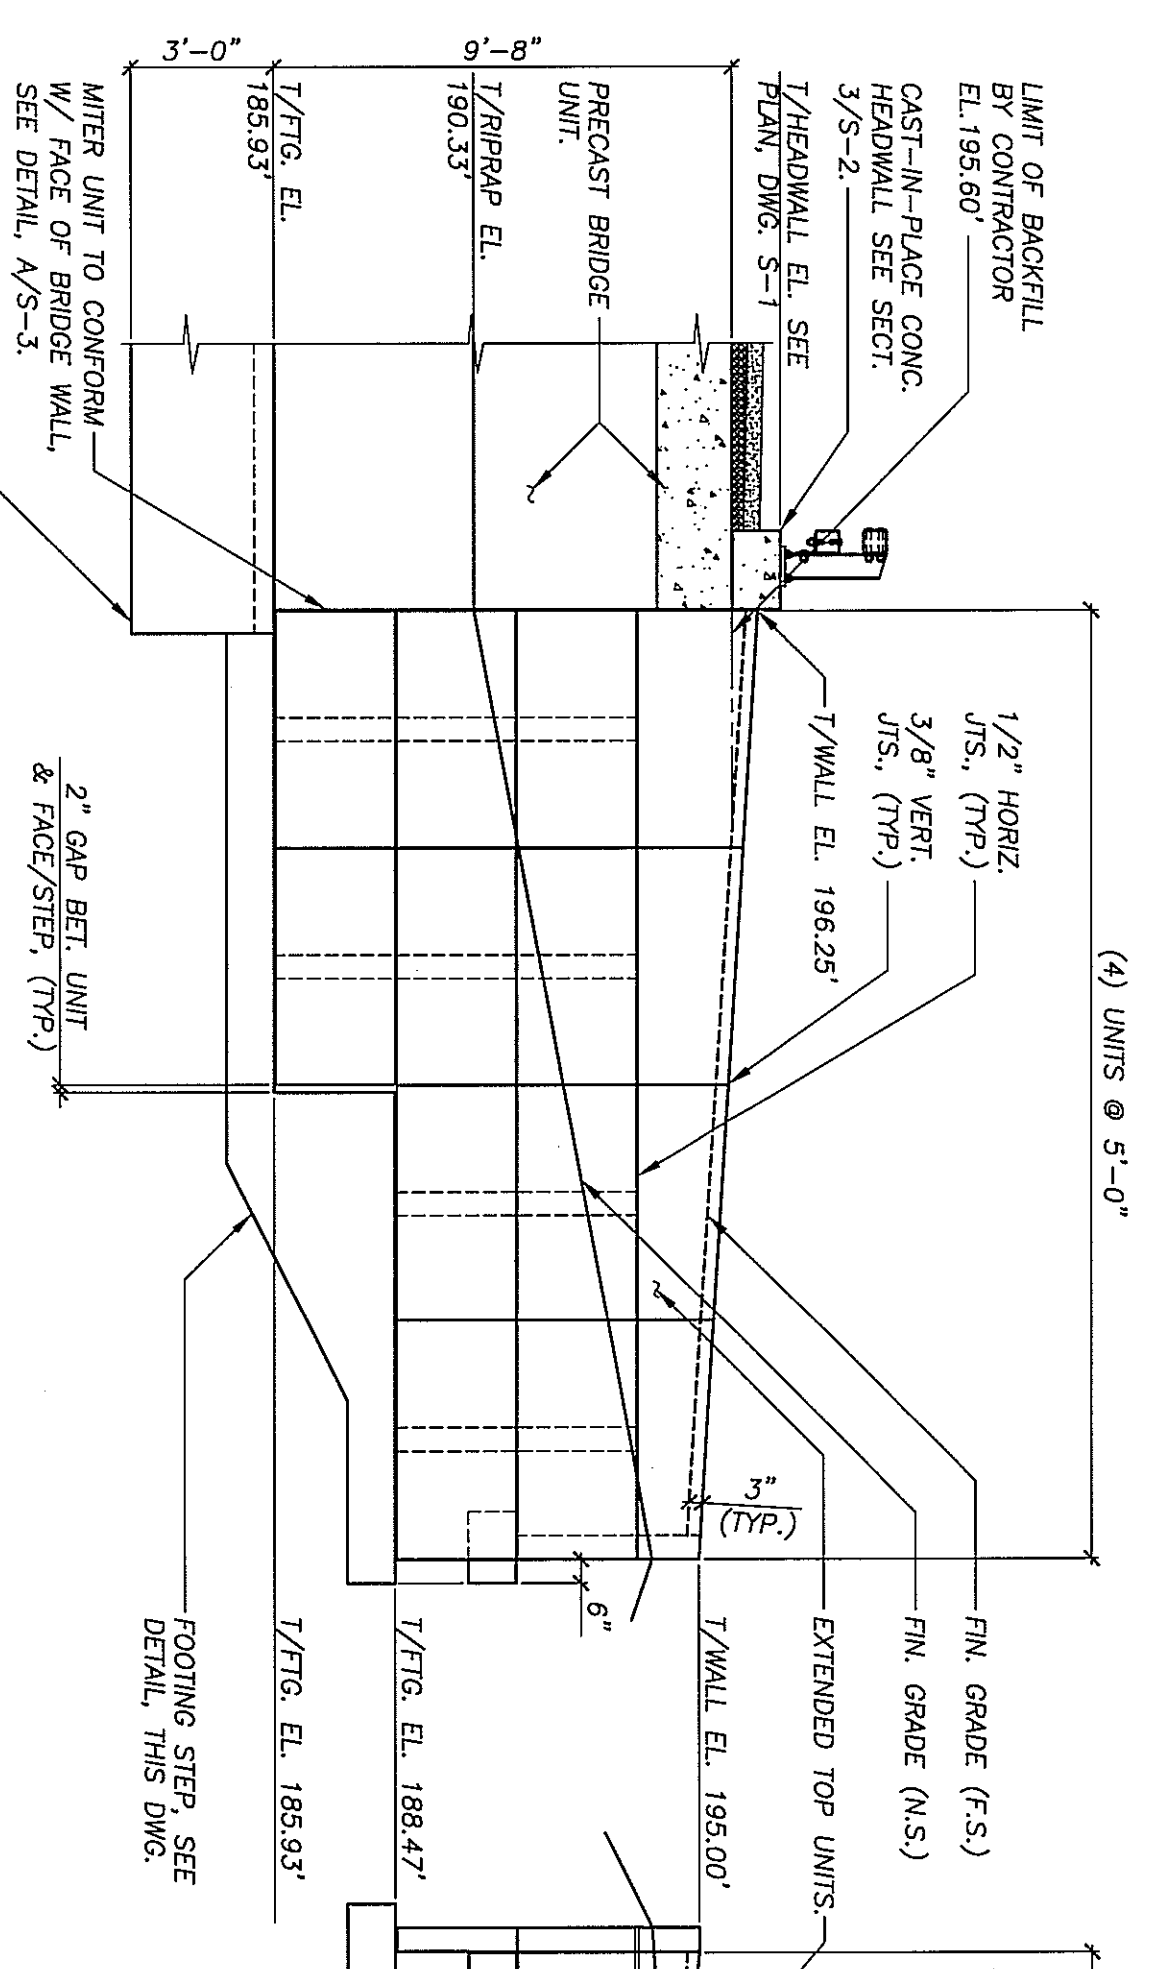 LIMIT OF BACKFILL
BY CONTRACTOR
EL.195.60'
CAST-IN-PLACE CONC.
HEADWALL SEE SECT.
3/S-2.
T/HEADWALL EL. SEE
PLAN, DWG. S-1
PRECAST BRIDGE
UNIT.
T/RIPRAP EL.
190.33'
T/FTG. EL.
185.93'
MITER UNIT TO CONFORM
W/ FACE OF BRIDGE WALL,
SEE DETAIL, A/S-3.
9'-8"
3'-0"
(4) UNITS @ 5'-0"
1/2" HORIZ.
JTS., (TYP.)
3/8" VERT.
JTS., (TYP.)
T/WALL EL. 196.25'
2" GAP BET. UNIT
& FACE/STEP, (TYP.)
3"
(TYP.)
6"
FIN. GRADE (F.S.)
FIN. GRADE (N.S.)
EXTENDED TOP UNITS.
T/WALL EL. 195.00'
T/FTG. EL. 188.47'
T/FTG. EL. 185.93'
FOOTING STEP, SEE
DETAIL, THIS DWG.